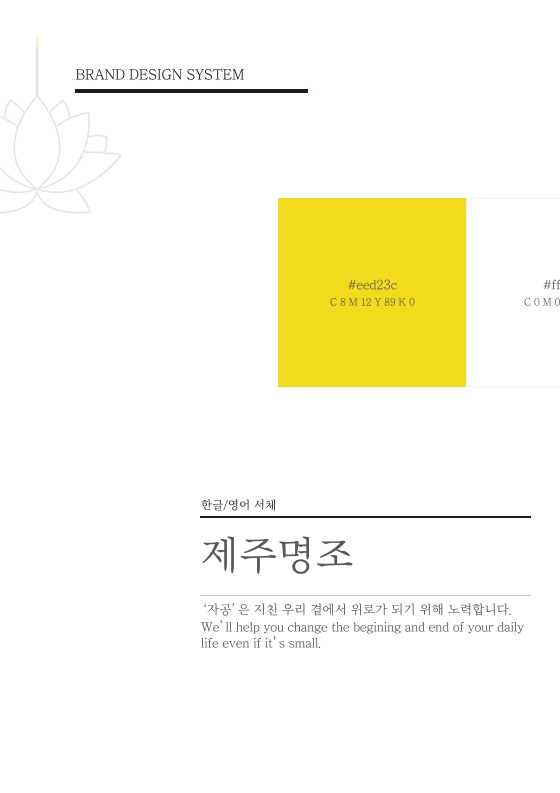 BRAND DESIGN SYSTEM
#eed23c
C 8 M 12 Y 89 K 0
#ff
C 0 M 0
한글/영어 서체
제주명조
‘자공’은 지친 우리 곁에서 위로가 되기 위해 노력합니다.
We’ll help you change the begining and end of your daily
life even if it’s small.